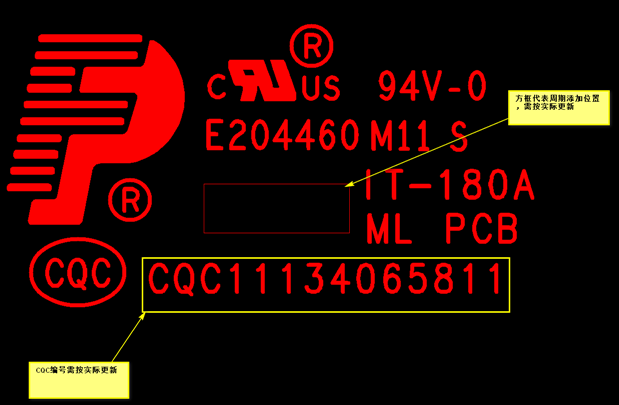 ®
C RU US 94V-0
方框代表周期添加位置
，需按实际更新
E204460 M11 S
IT-180A
®
ML PCB
CQC
CQC11134065811
CQC编号需按实际更新